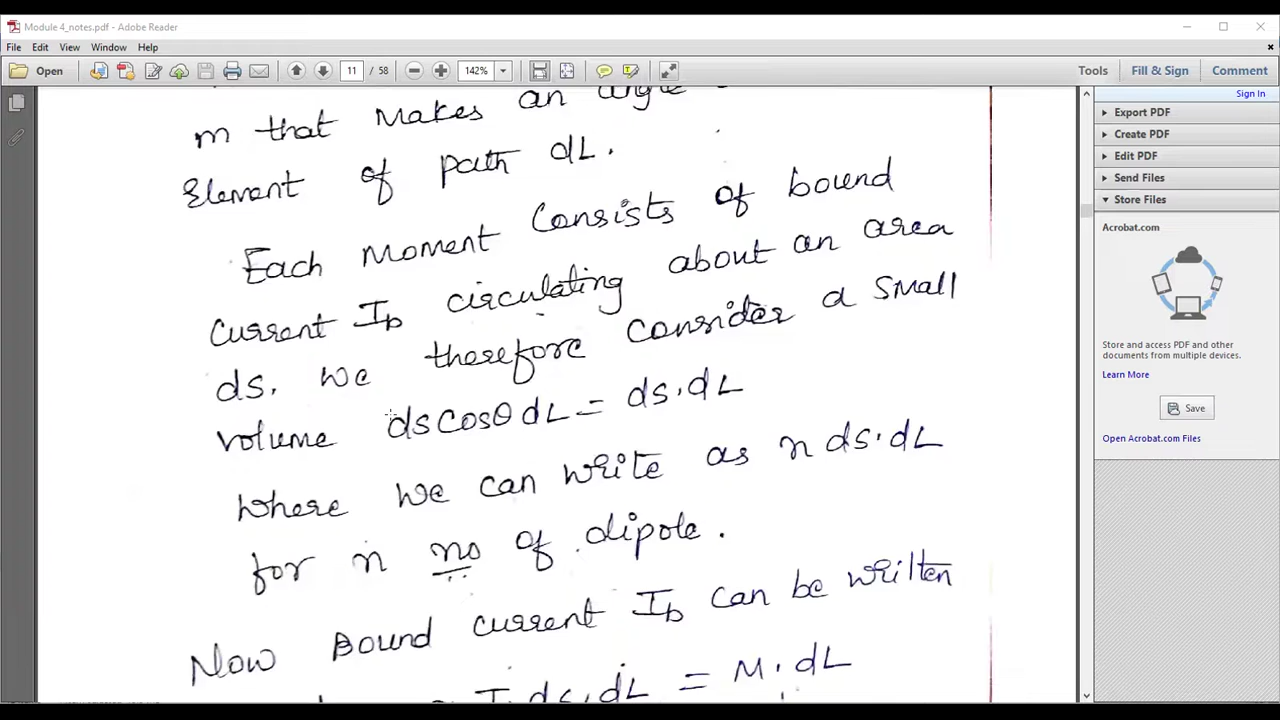 Module 4_notes.pdf - Adobe Reader
File Edit View Window Help
Open 11 / 58 142% Tools Fill & Sign Comment
Sign In
Export PDF
Create PDF
Edit PDF
Send Files
Store Files
Acrobat.com
Store and access PDF and other
documents from multiple devices.
Learn More
Save
Open Acrobat.com Files
m that makes an angle
Element of path dL.
Each moment consists of bound
current Ib circulating about an area
ds. We therefore consider a small
volume dscosθdL = ds.dL
where we can write as n ds.dL
for n no of dipole.
Now Bound current Ib can be written
I ds.dL = M.dL